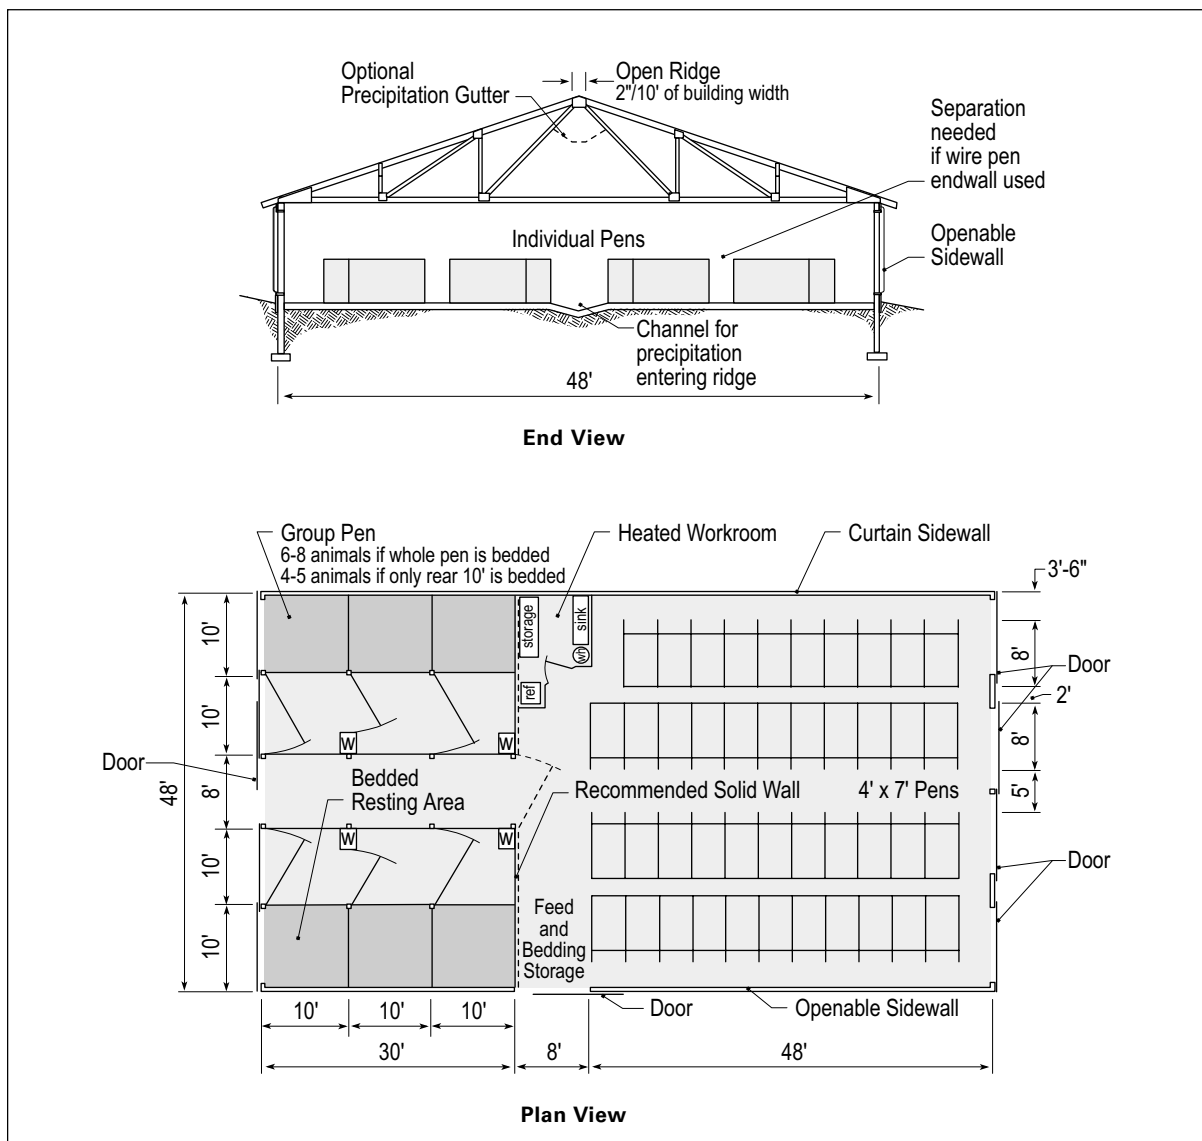 Optional
Precipitation Gutter
Open Ridge
2"/10' of building width
Separation
needed
if wire pen
endwall used
Individual Pens
Openable
Sidewall
Channel for
precipitation
entering ridge
48'
End View
Group Pen
6-8 animals if whole pen is bedded
4-5 animals if only rear 10' is bedded
Heated Workroom
Curtain Sidewall
3'-6"
10'
storage
sink
wh
ref
8'
Door
2'
10'
W
W
8'
Door
48'
8'
Bedded
Resting Area
Recommended Solid Wall
4' x 7' Pens
5'
W
W
10'
Door
10'
Feed
and
Bedding
Storage
10'
10'
10'
Door
Openable Sidewall
30'
8'
48'
Plan View